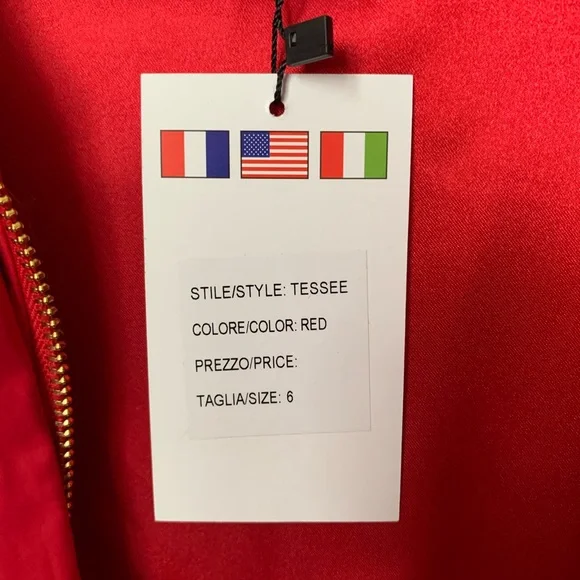 STILE/STYLE: TESSEE
COLORE/COLOR: RED
PREZZO/PRICE:
TAGLIA/SIZE: 6